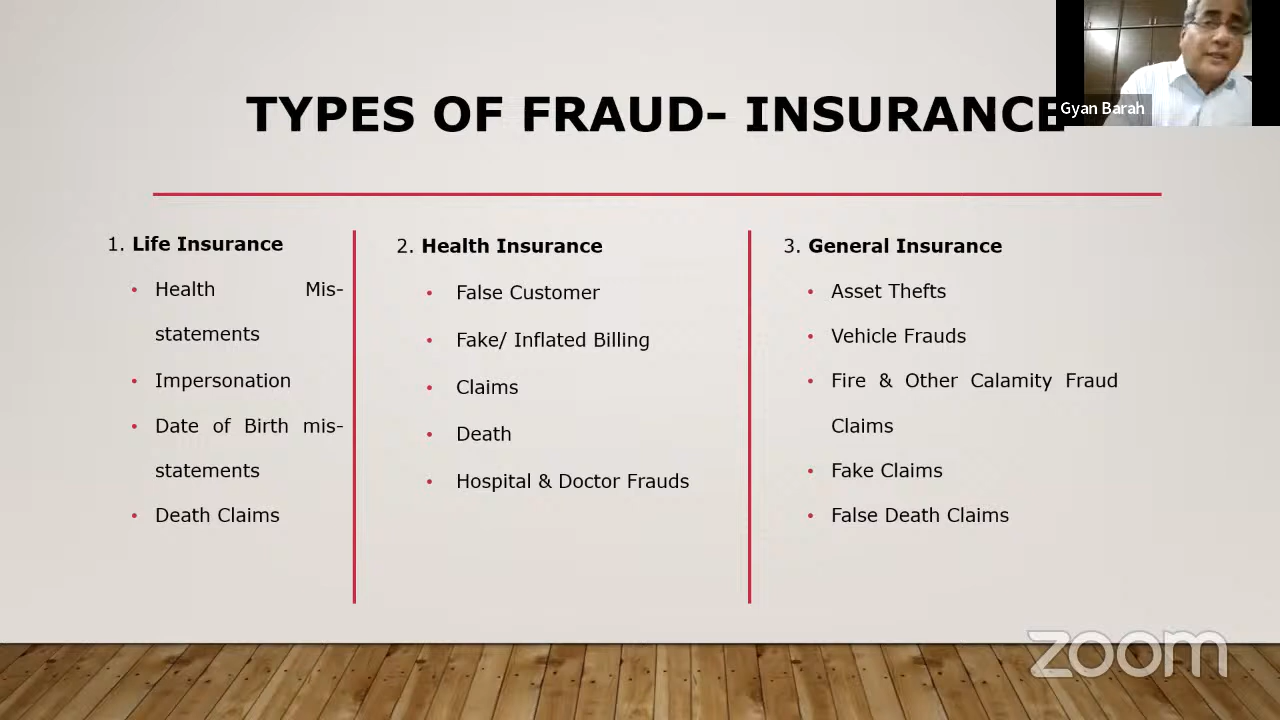 TYPES OF FRAUD- INSURANCE
Gyan Barah
1. Life Insurance
• Health Mis-
statements
• Impersonation
• Date of Birth mis-
statements
• Death Claims
2. Health Insurance
• False Customer
• Fake/ Inflated Billing
• Claims
• Death
• Hospital & Doctor Frauds
3. General Insurance
• Asset Thefts
• Vehicle Frauds
• Fire & Other Calamity Fraud
Claims
• Fake Claims
• False Death Claims
zoom